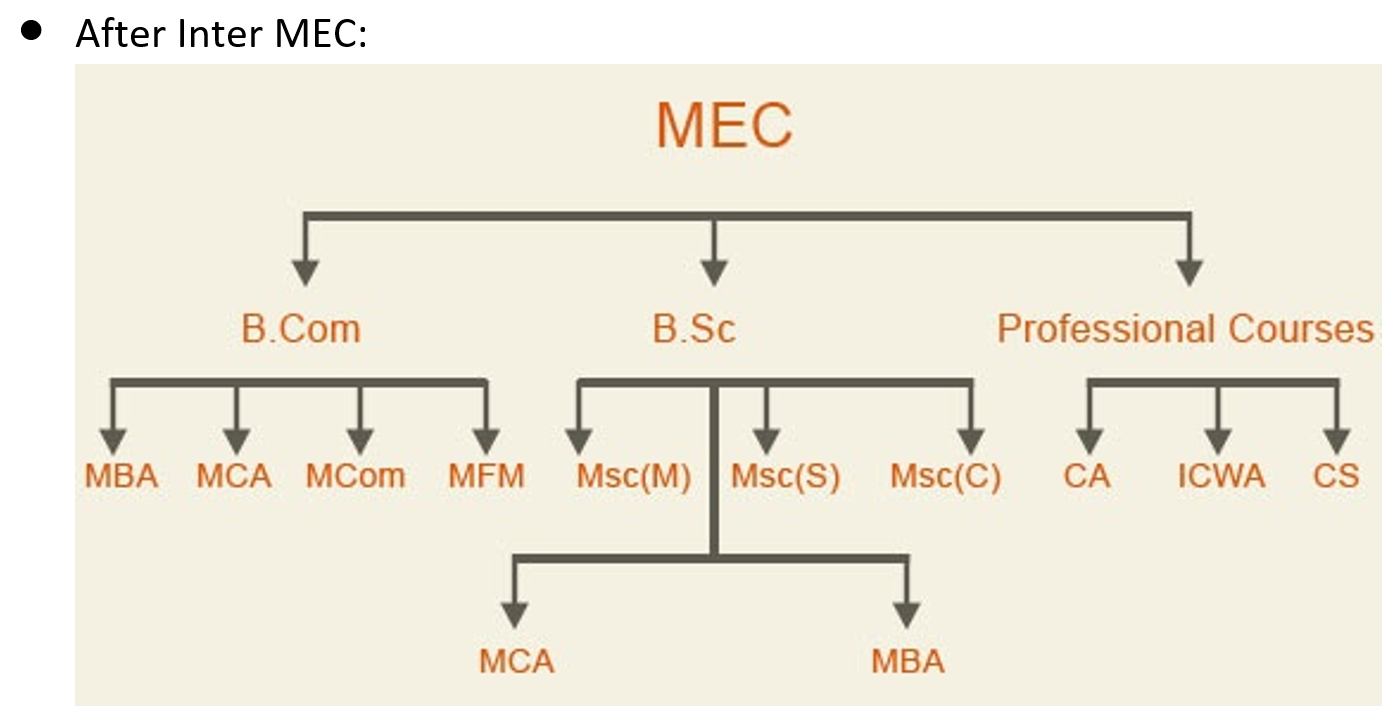 ● After Inter MEC:
MEC
B.Com B.Sc Professional Courses
MBA MCA MCom MFM Msc(M) Msc(S) Msc(C) CA ICWA CS
MCA MBA